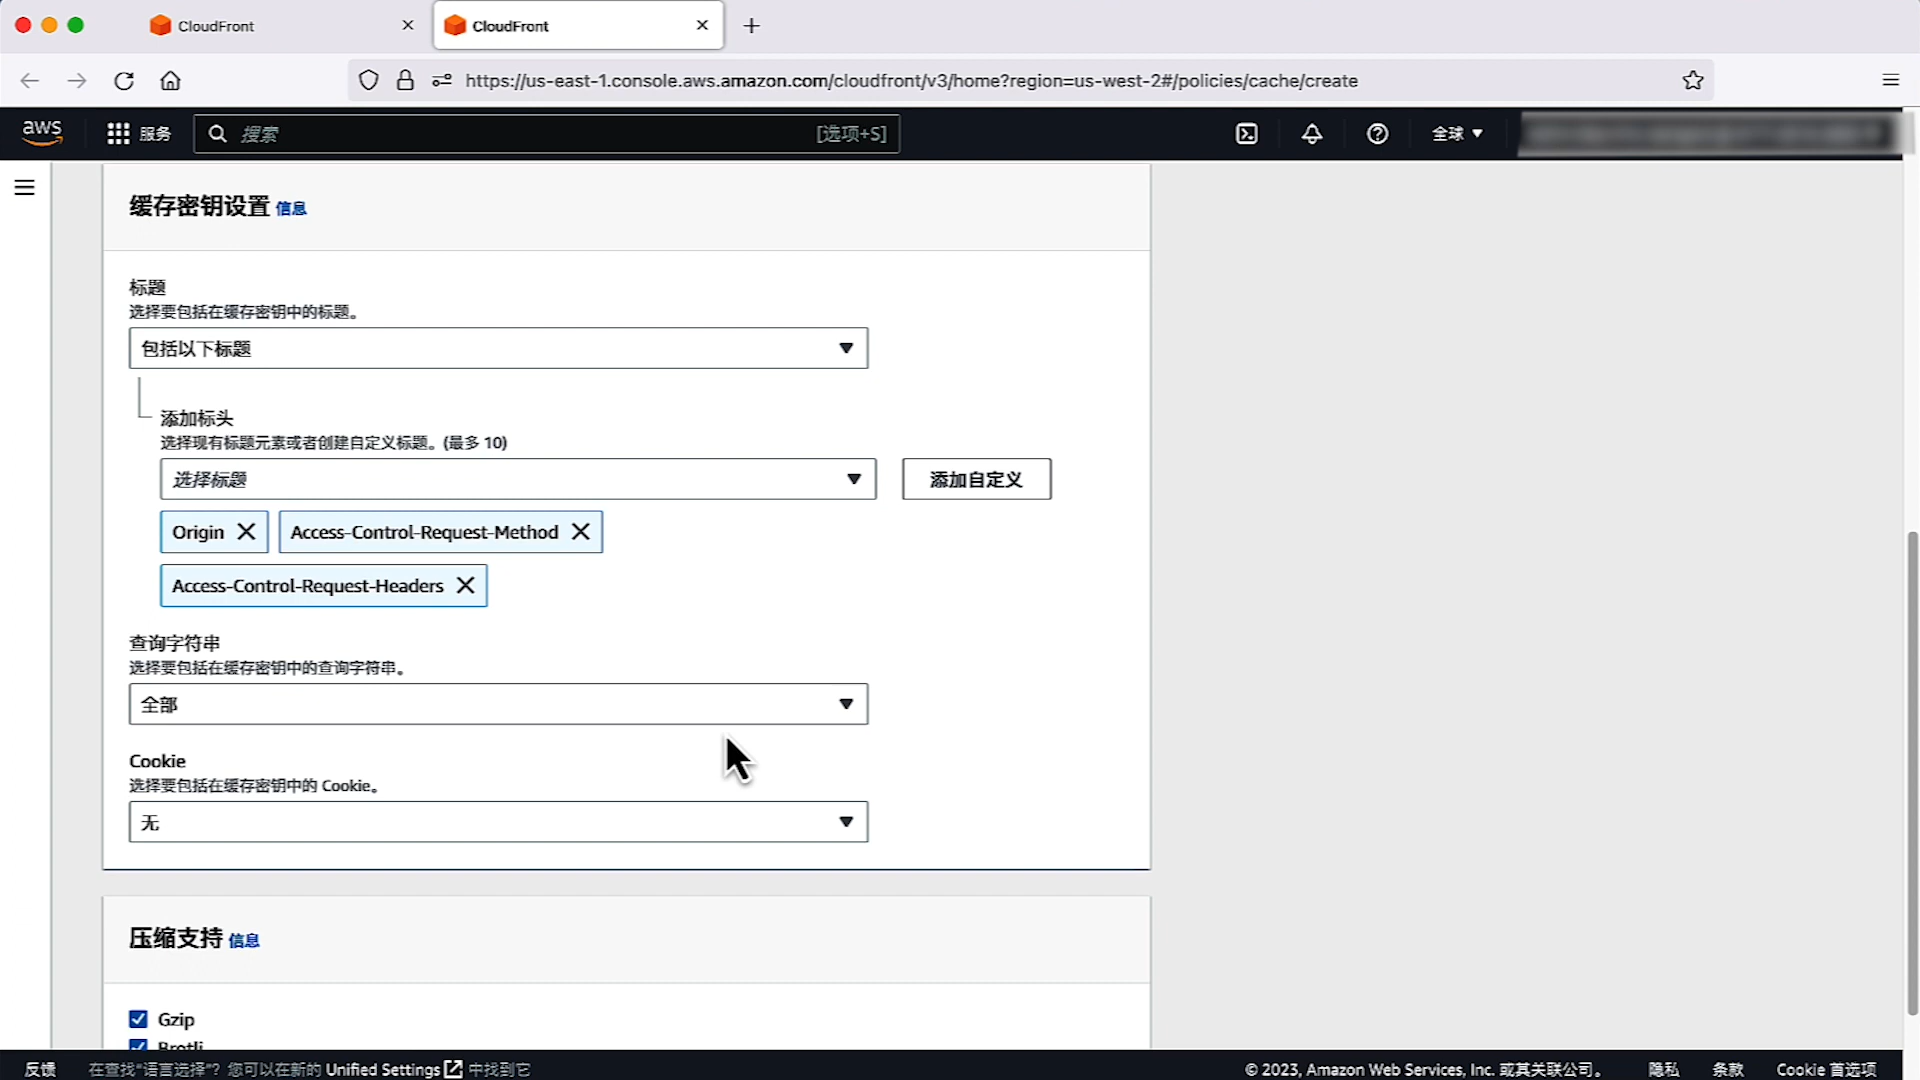 CloudFront
CloudFront
https://us-east-1.console.aws.amazon.com/cloudfront/v3/home?region=us-west-2#/policies/cache/create
aws
服务
搜索
[选项+S]
全球
缓存密钥设置 信息
标题
选择要包括在缓存密钥中的标题。
包括以下标题
添加标头
选择现有标题元素或者创建自定义标题。(最多 10)
选择标题
添加自定义
Origin
Access-Control-Request-Method
Access-Control-Request-Headers
查询字符串
选择要包括在缓存密钥中的查询字符串。
全部
Cookie
选择要包括在缓存密钥中的 Cookie。
无
压缩支持 信息
Gzip
Brotli
反馈
在查找“语言选择”? 您可以在新的 Unified Settings 中找到它
© 2023, Amazon Web Services, Inc. 或其关联公司。
隐私
条款
Cookie 首选项